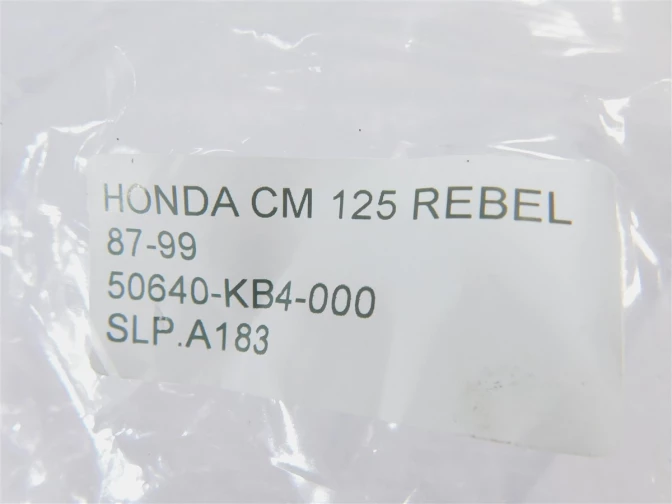 HONDA CM 125 REBEL
87-99
50640-KB4-000
SLP.A183